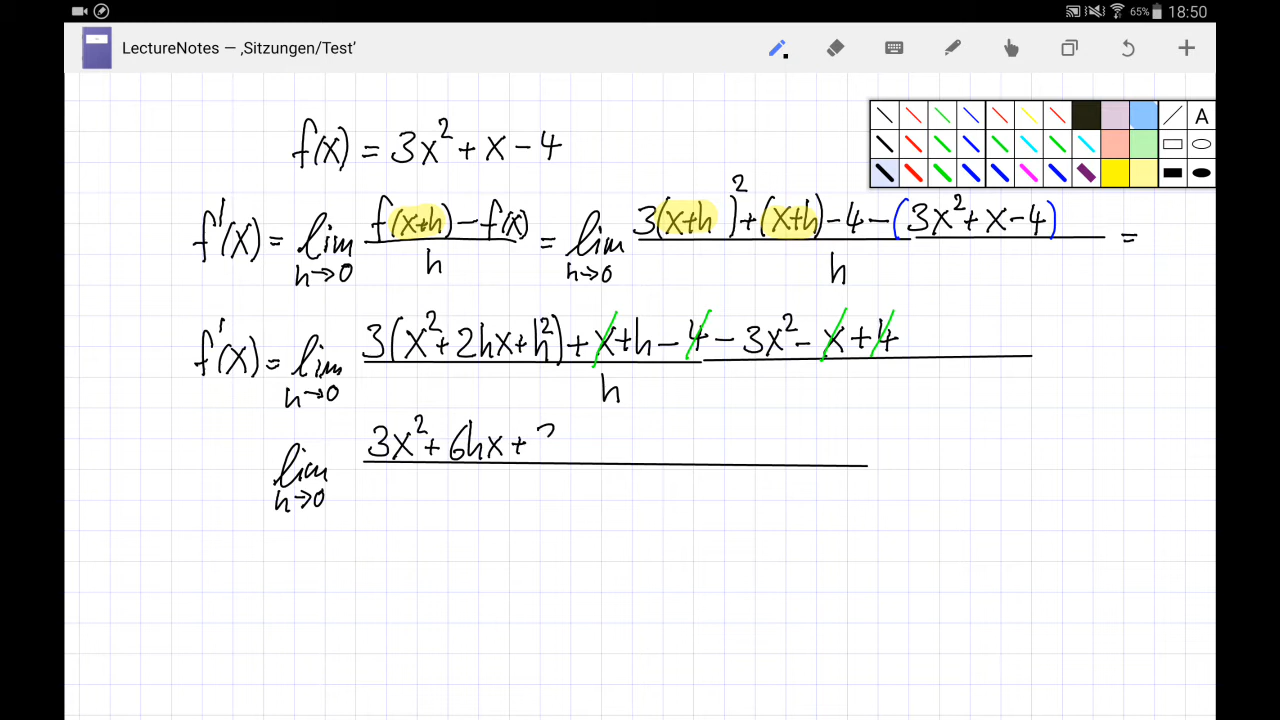 65% 18:50
LectureNotes – ‚Sitzungen/Test‘
A
f(x) = 3x² + x − 4
f'(x) = lim h→0 (f(x+h) − f(x))/h = lim h→0 (3(x+h)² + (x+h) − 4 − (3x² + x − 4))/h =
f'(x) = lim h→0 (3(x² + 2hx + h²) + x + h − 4 − 3x² − x + 4)/h
lim h→0 3x² + 6hx +